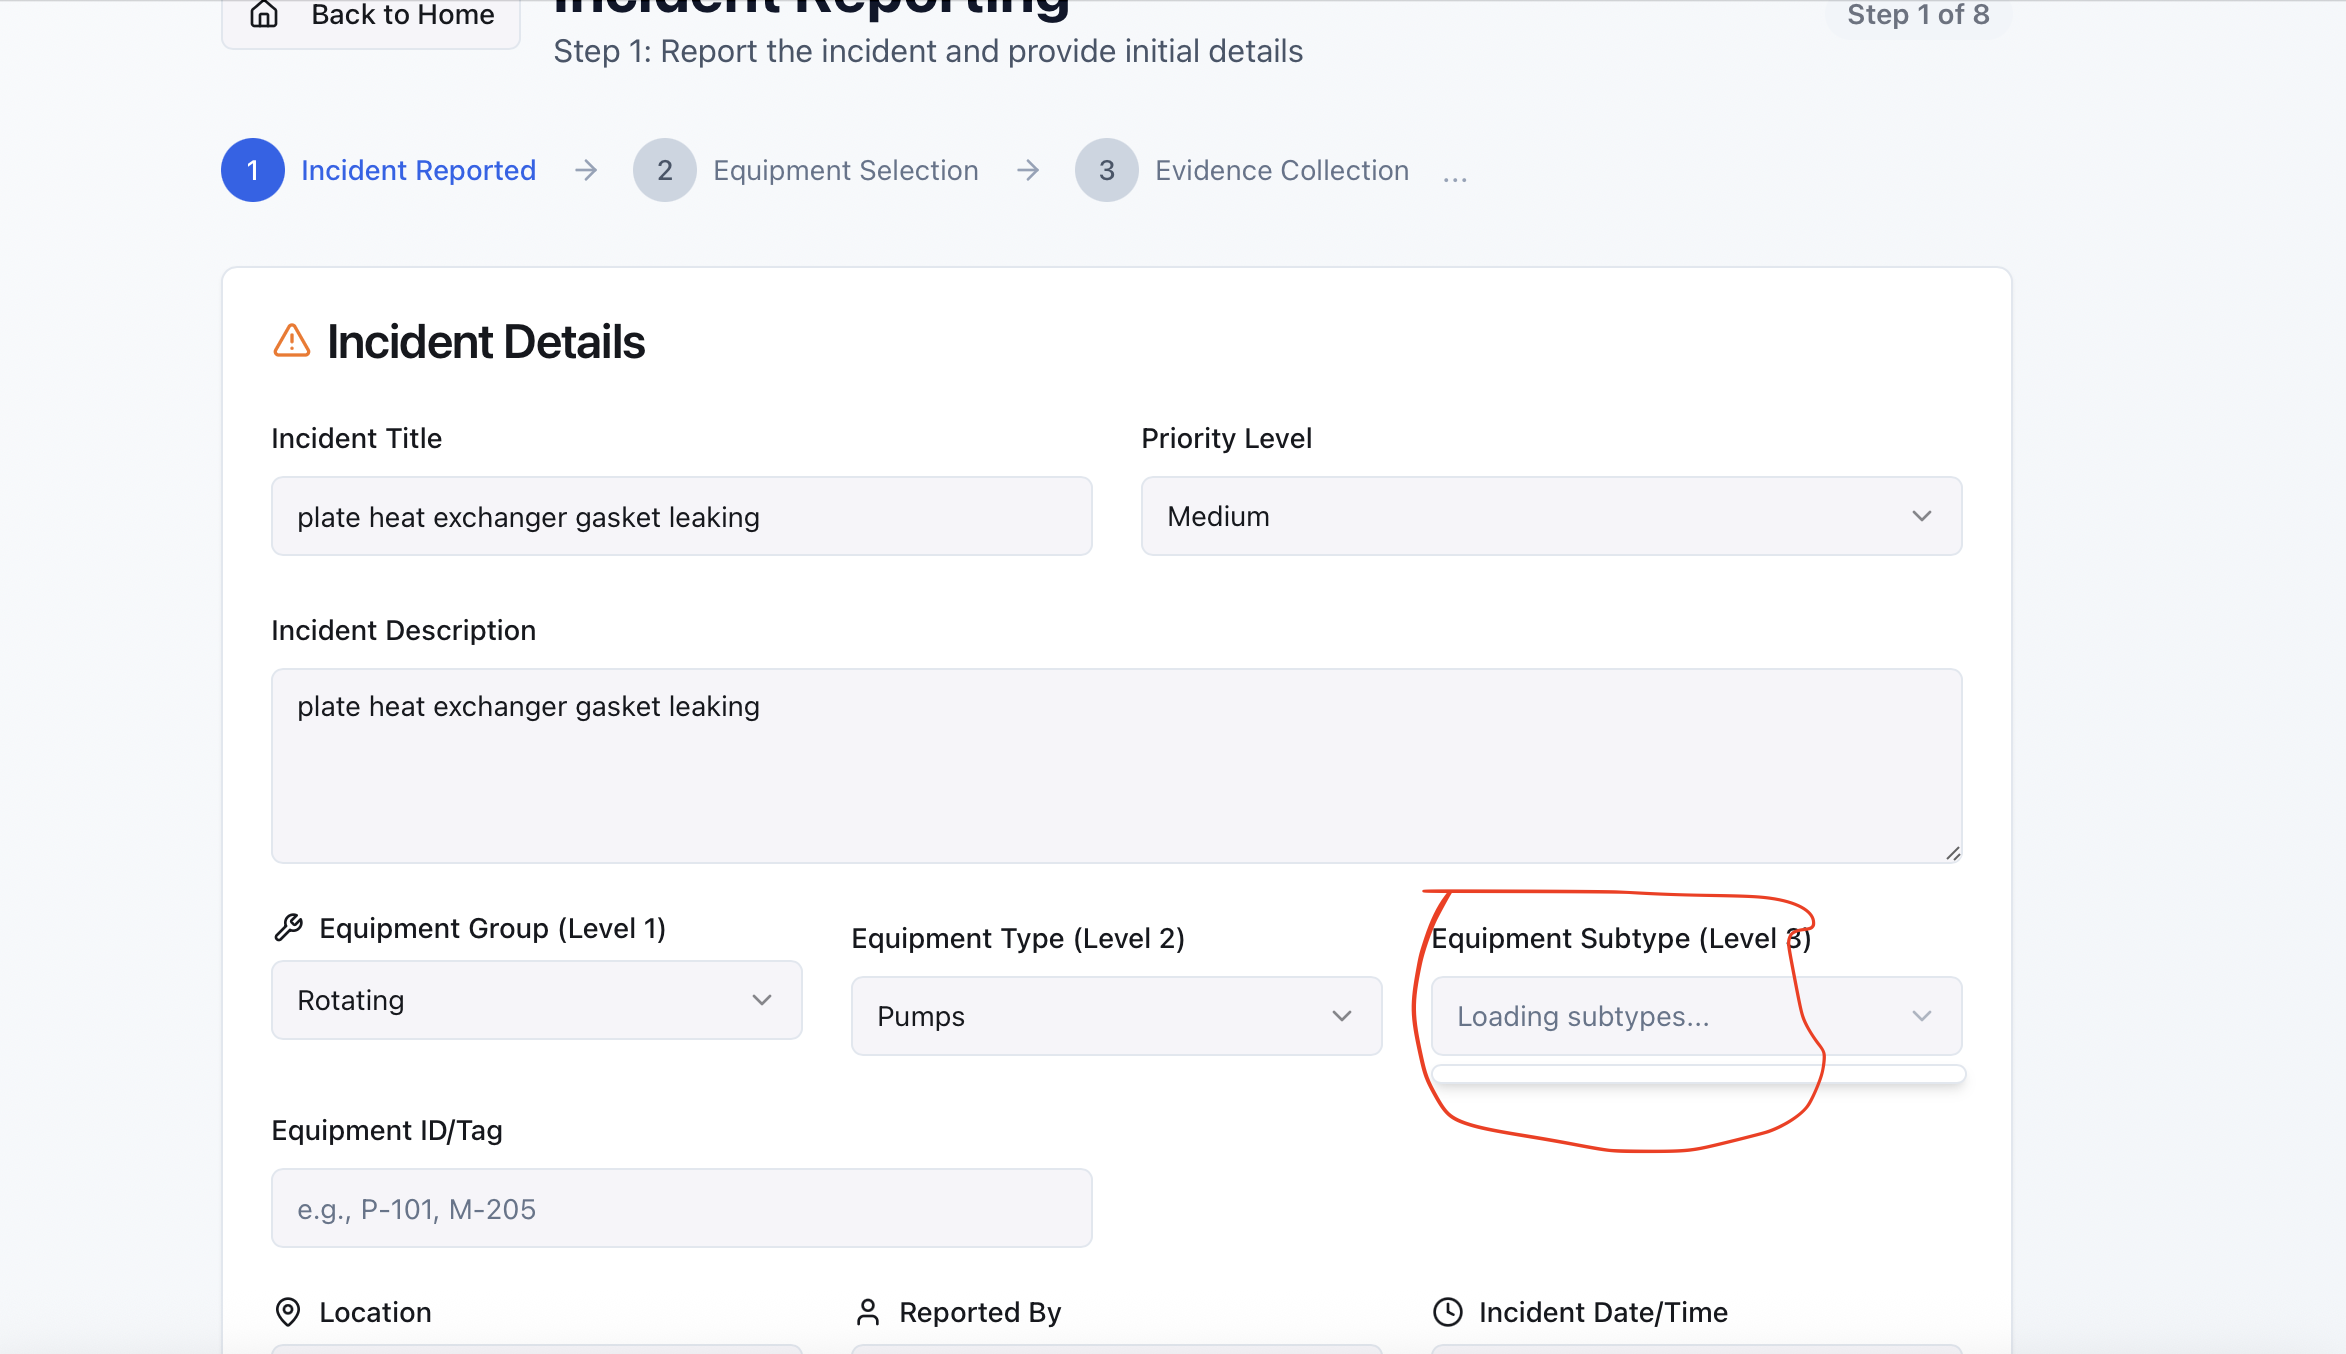 Back to Home
Incident Reporting
Step 1 of 8
Step 1: Report the incident and provide initial details
1 Incident Reported → 2 Equipment Selection → 3 Evidence Collection ...
Incident Details
Incident Title
Priority Level
plate heat exchanger gasket leaking
Medium
Incident Description
plate heat exchanger gasket leaking
Equipment Group (Level 1)
Equipment Type (Level 2)
Equipment Subtype (Level 3)
Rotating
Pumps
Loading subtypes...
Equipment ID/Tag
e.g., P-101, M-205
Location
Reported By
Incident Date/Time